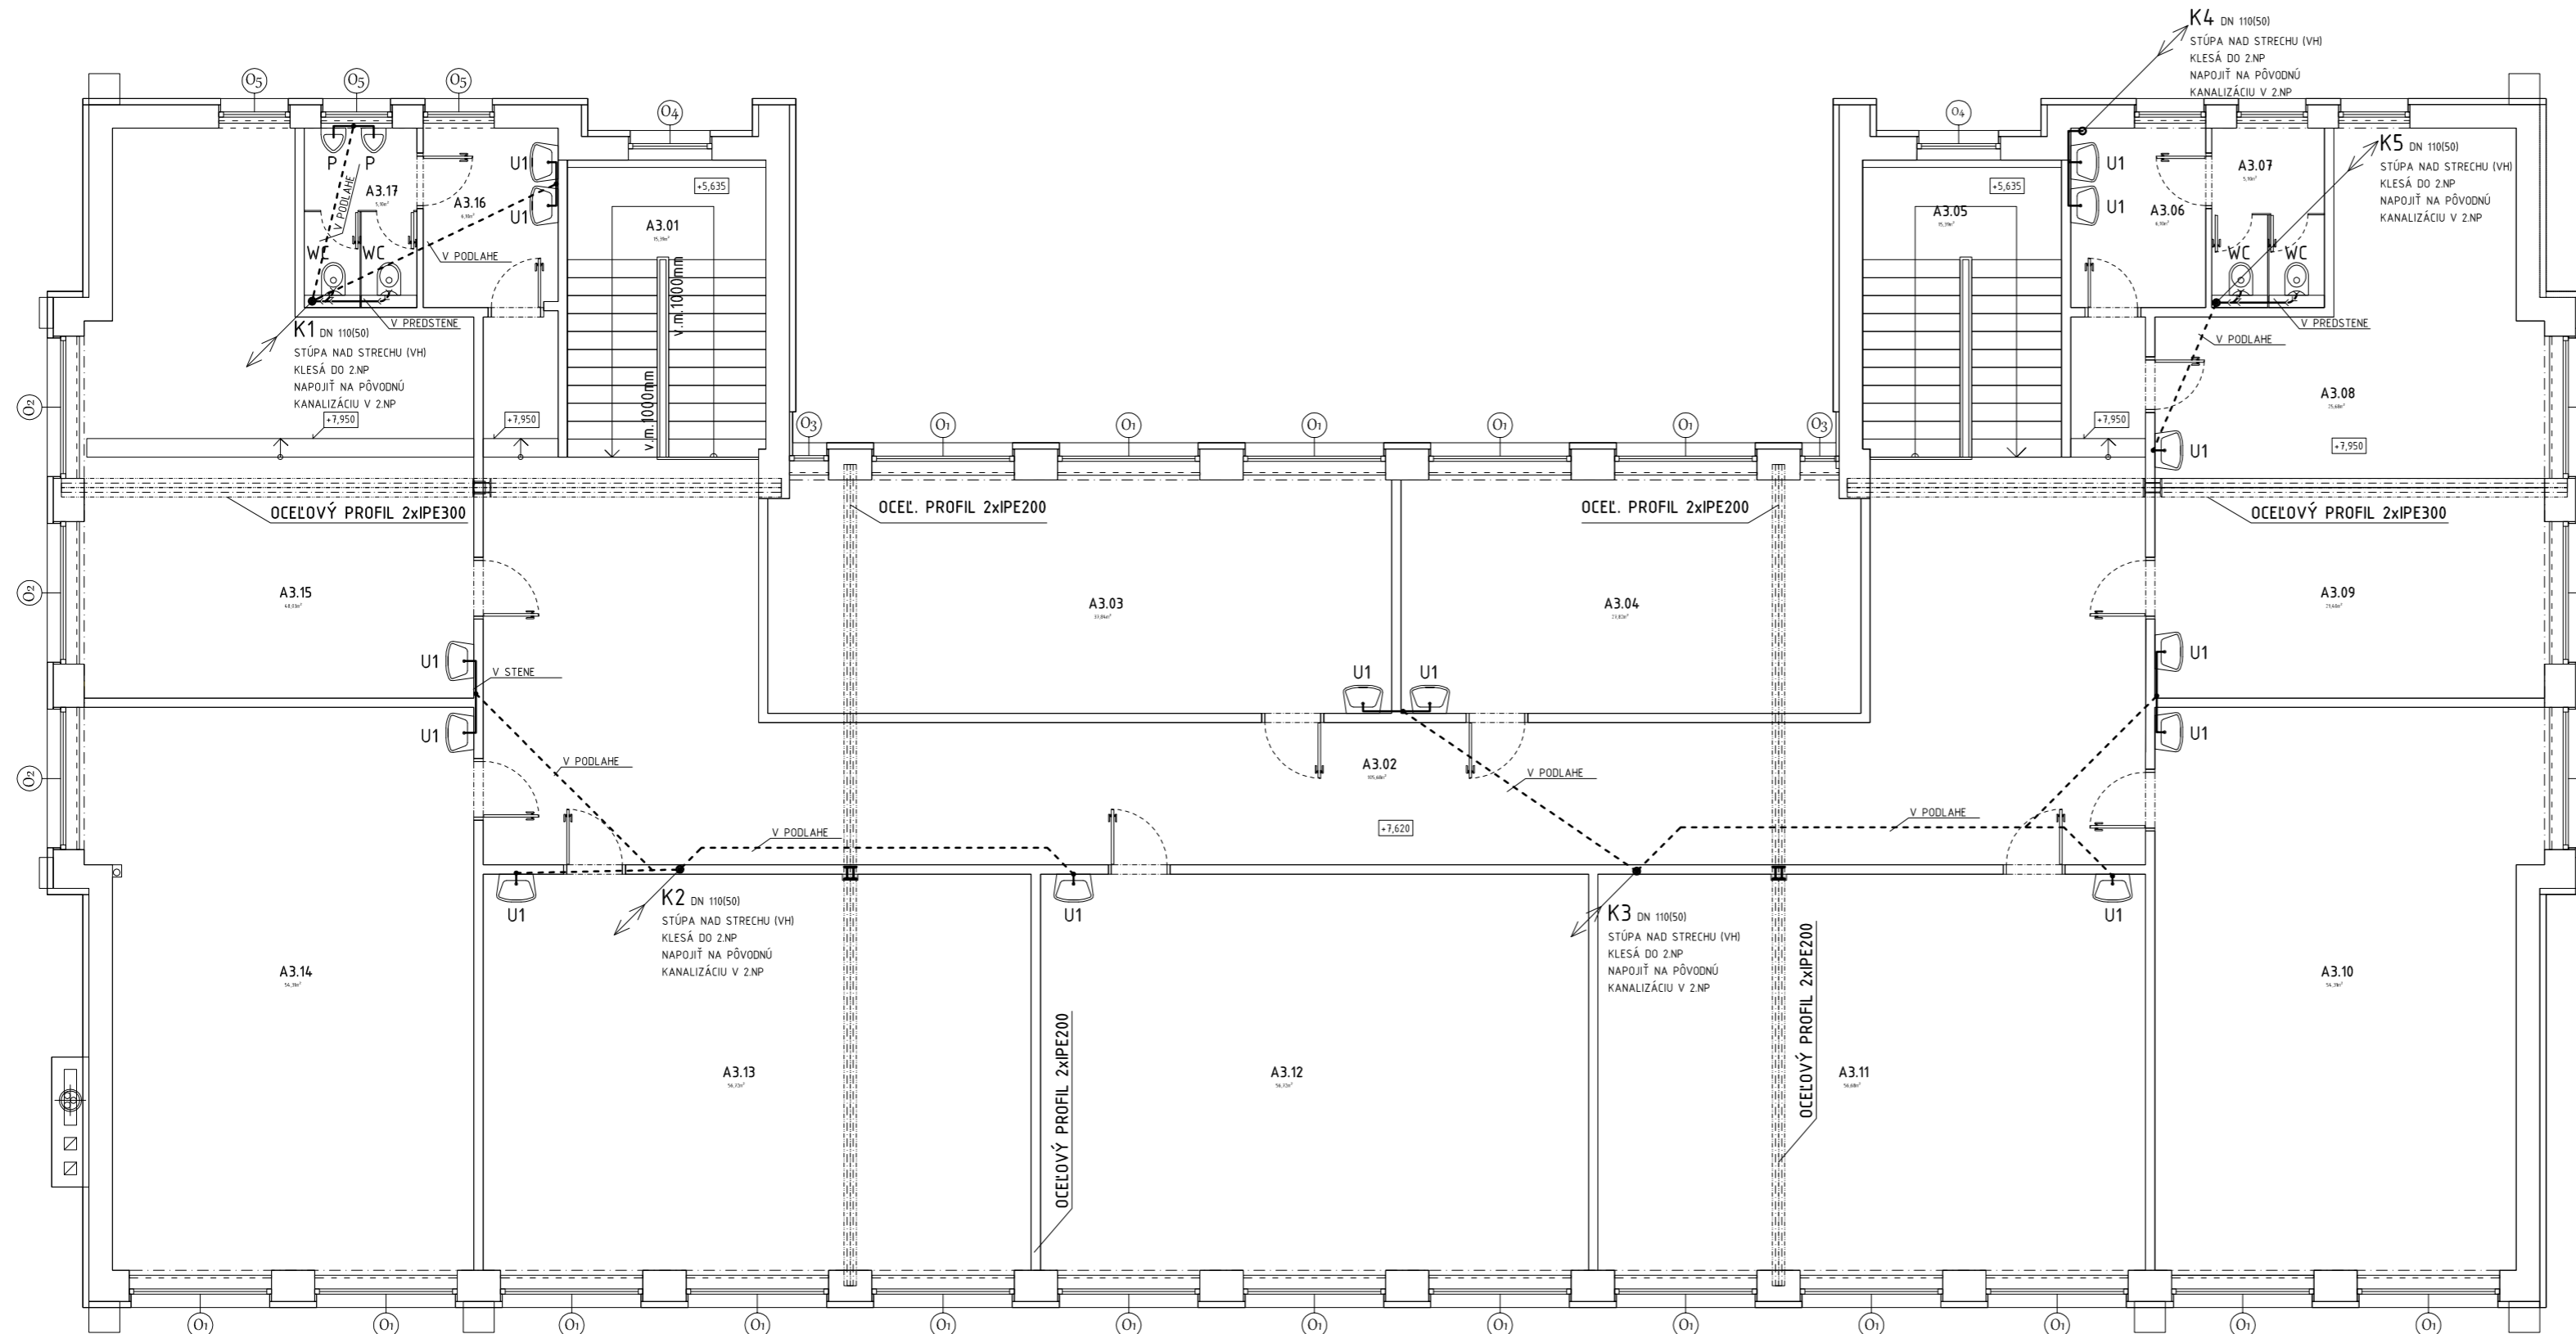 K4 DN 110(50)
STÚPA NAD STRECHU (VH)
KLESÁ DO 2.NP
NAPOJIŤ NA PÔVODNÚ
KANALIZÁCIU V 2.NP
O5
O5
O5
O4
O4
K5 DN 110(50)
STÚPA NAD STRECHU (VH)
KLESÁ DO 2.NP
NAPOJIŤ NA PÔVODNÚ
KANALIZÁCIU V 2.NP
P
P
U1
U1
V PODLAHE
A3.17
A3.16
WC
WC
V PODLAHE
V PREDSTENE
+5,635
A3.01
v.m.1000mm
v.m.1000mm
+5,635
A3.05
U1
U1
A3.06
A3.07
WC
WC
V PREDSTENE
V PODLAHE
K1 DN 110(50)
STÚPA NAD STRECHU (VH)
KLESÁ DO 2.NP
NAPOJIŤ NA PÔVODNÚ
KANALIZÁCIU V 2.NP
+7,950
+7,950
O2
O3
O1
O1
O1
O1
O1
O3
+7,950
A3.08
+7,950
U1
OCEĽOVÝ PROFIL 2xIPE300
OCEĽ. PROFIL 2xIPE200
OCEĽ. PROFIL 2xIPE200
OCEĽOVÝ PROFIL 2xIPE300
O2
A3.15
A3.03
A3.04
A3.09
U1
V STENE
U1
U1
U1
U1
U1
O2
V PODLAHE
A3.02
V PODLAHE
+7,620
V PODLAHE
V PODLAHE
U1
U1
U1
K2 DN 110(50)
STÚPA NAD STRECHU (VH)
KLESÁ DO 2.NP
NAPOJIŤ NA PÔVODNÚ
KANALIZÁCIU V 2.NP
K3 DN 110(50)
STÚPA NAD STRECHU (VH)
KLESÁ DO 2.NP
NAPOJIŤ NA PÔVODNÚ
KANALIZÁCIU V 2.NP
A3.14
A3.13
OCEĽOVÝ PROFIL 2xIPE200
A3.12
OCEĽOVÝ PROFIL 2xIPE200
A3.11
A3.10
O1
O1
O1
O1
O1
O1
O1
O1
O1
O1
O1
O1
O1